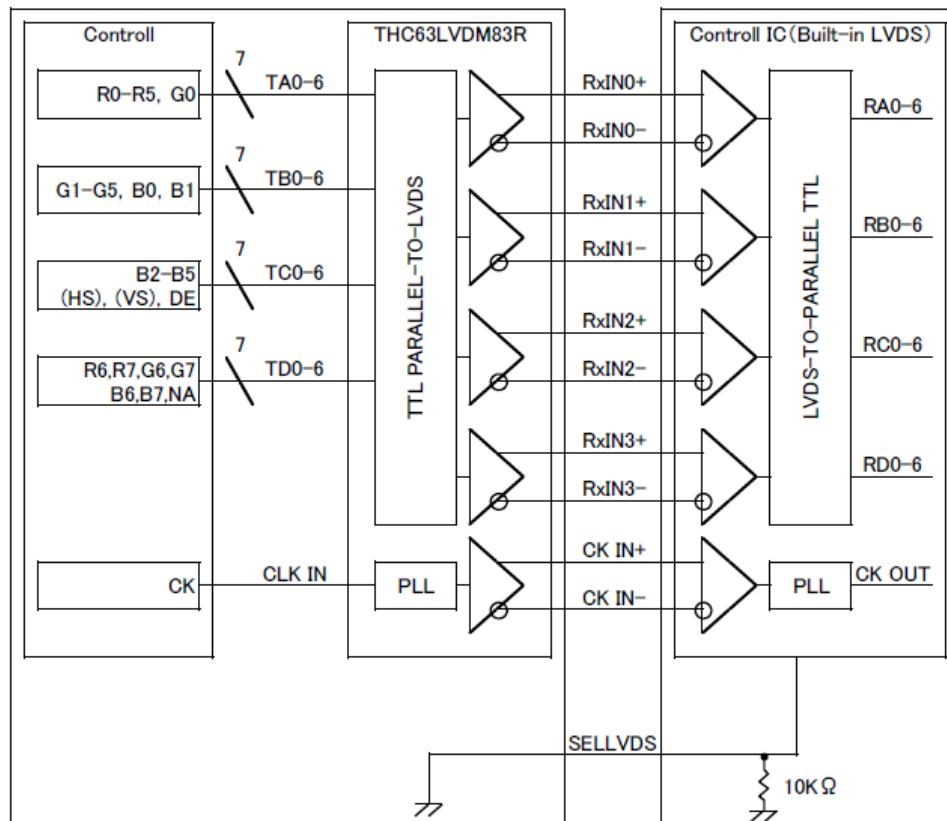 Controll
THC63LVDM83R
Controll IC(Built-in LVDS)
R0-R5, G0
7
TA0-6
RxIN0+
RxIN0-
RA0-6
G1-G5, B0, B1
7
TB0-6
RxIN1+
RxIN1-
RB0-6
B2-B5
(HS), (VS), DE
7
TC0-6
RxIN2+
RxIN2-
RC0-6
R6,R7,G6,G7
B6,B7,NA
7
TD0-6
RxIN3+
RxIN3-
RD0-6
TTL PARALLEL-TO-LVDS
LVDS-TO-PARALLEL TTL
CK
CLK IN
PLL
CK IN+
CK IN-
PLL
CK OUT
SELLVDS
10KΩ